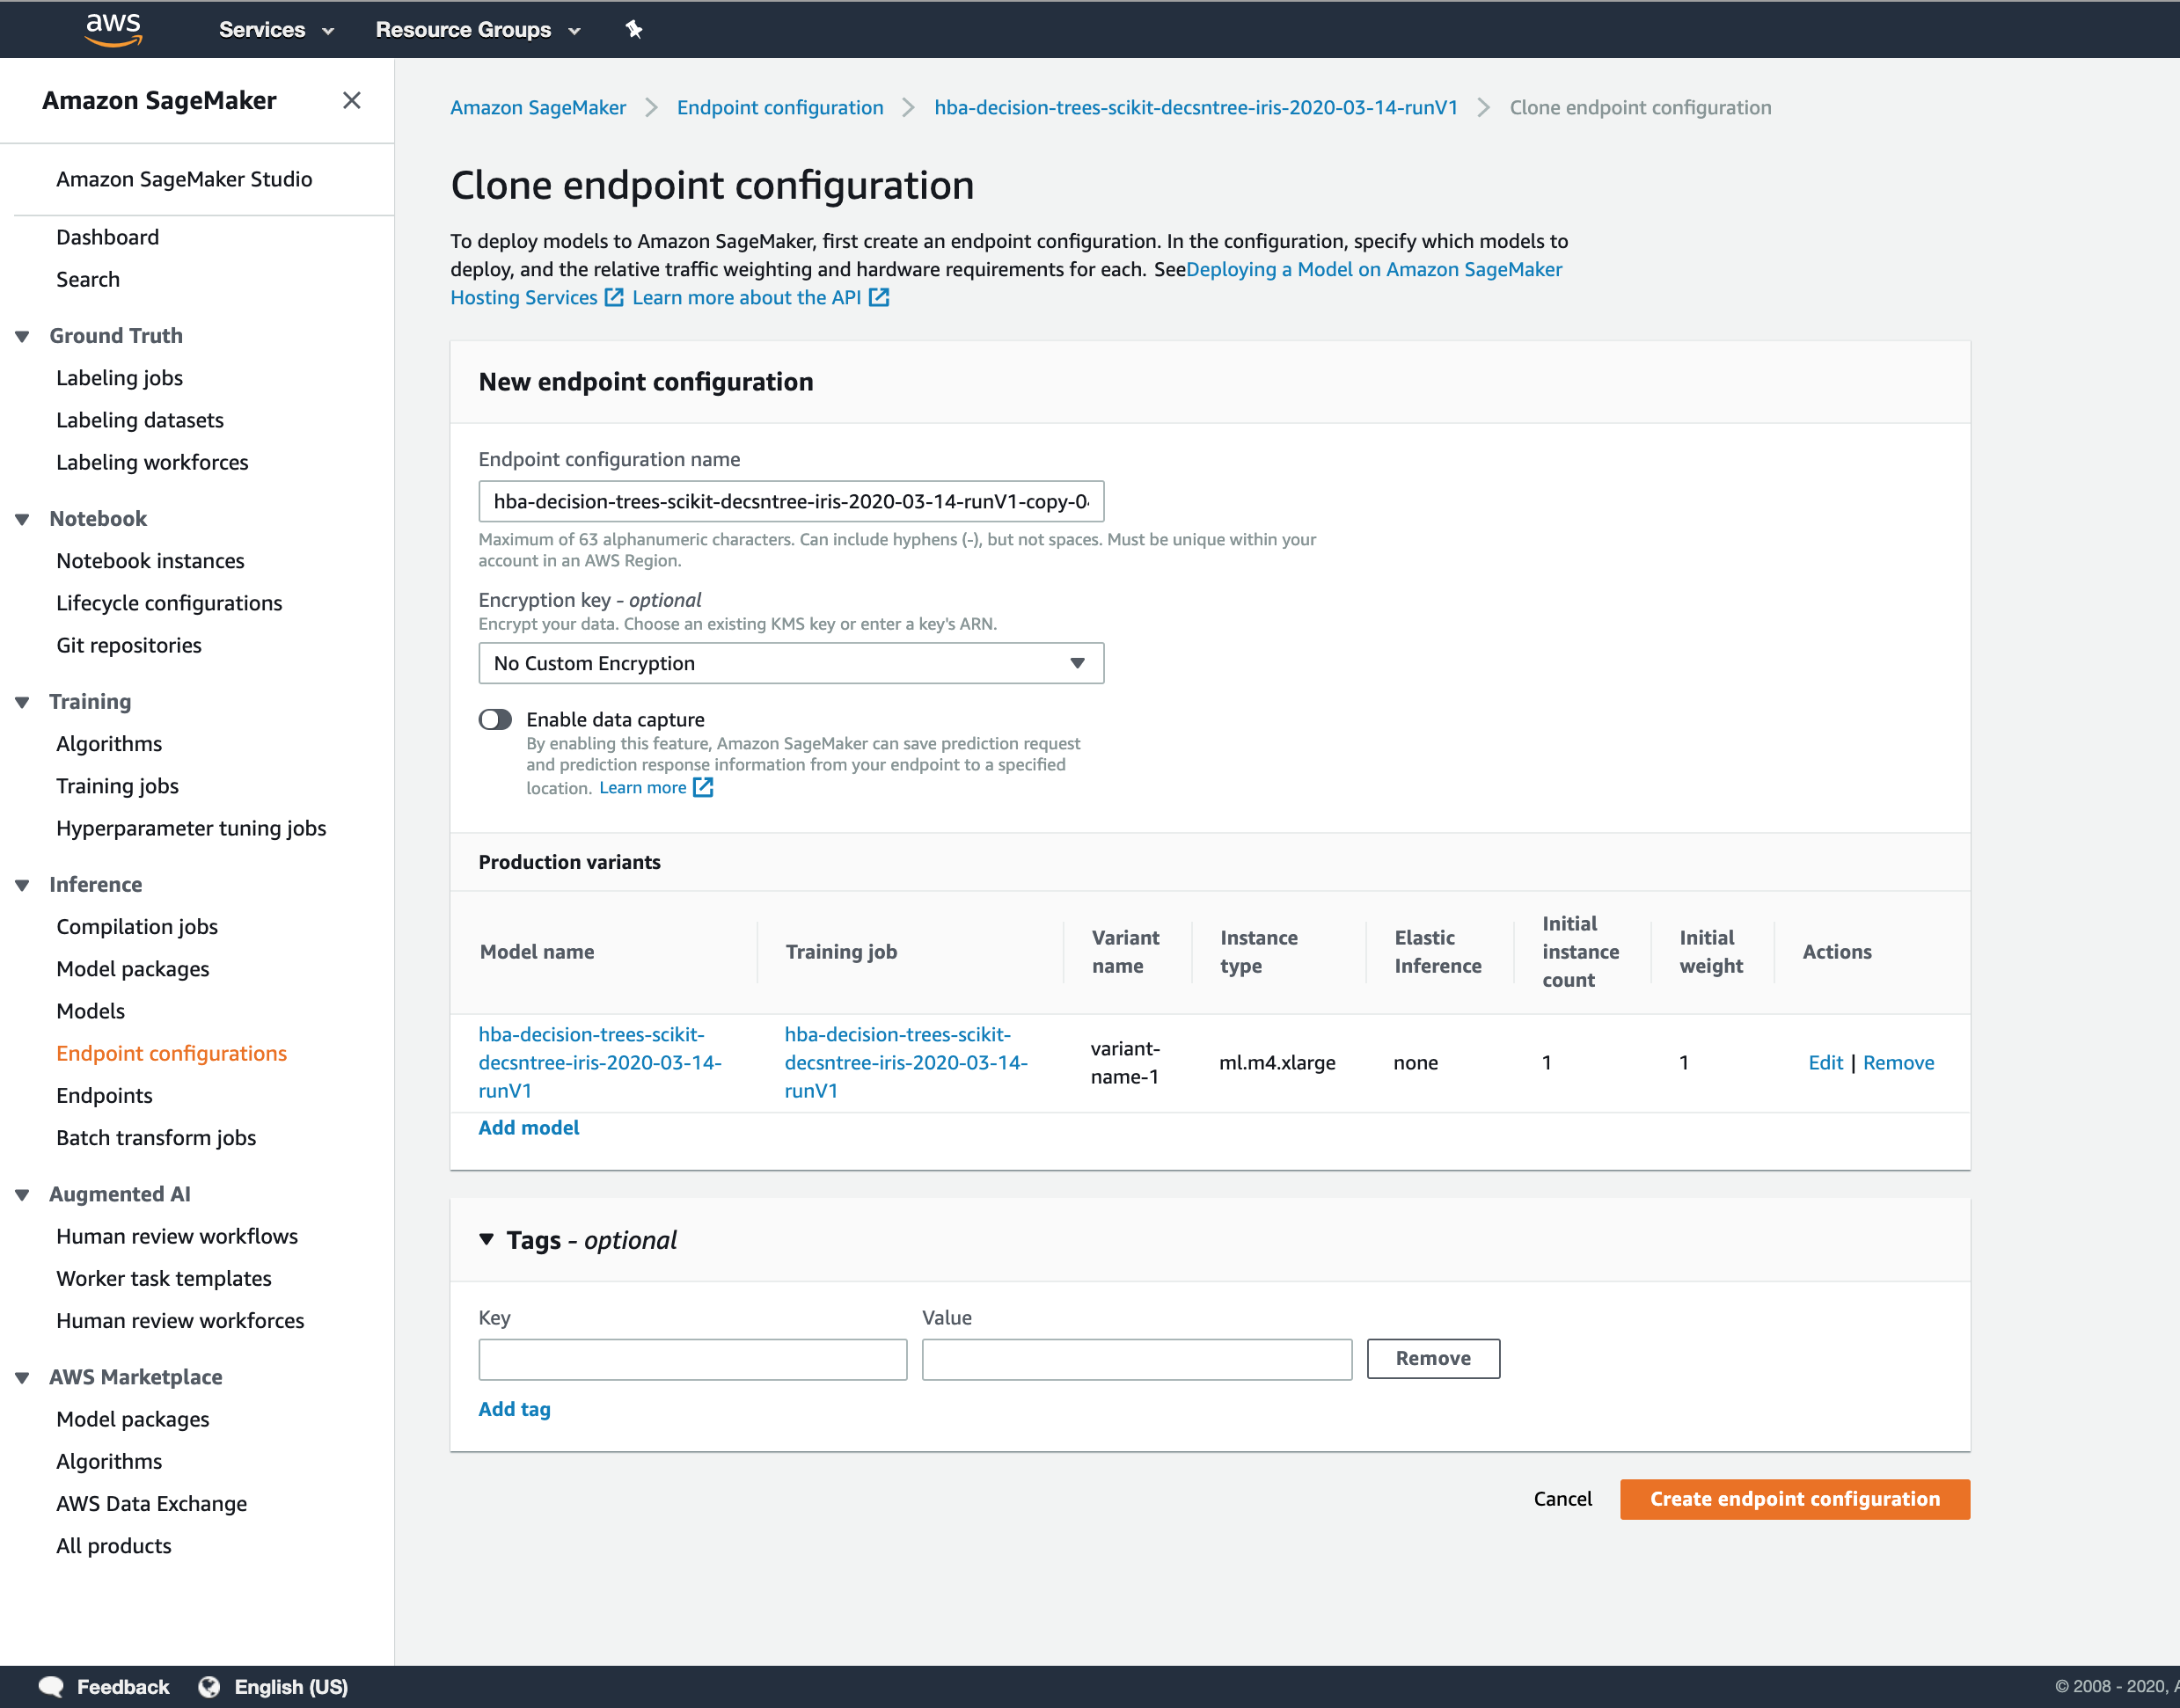 aws
Services
Resource Groups
Amazon SageMaker
Amazon SageMaker Studio
Dashboard
Search
Ground Truth
Labeling jobs
Labeling datasets
Labeling workforces
Notebook
Notebook instances
Lifecycle configurations
Git repositories
Training
Algorithms
Training jobs
Hyperparameter tuning jobs
Inference
Compilation jobs
Model packages
Models
Endpoint configurations
Endpoints
Batch transform jobs
Augmented AI
Human review workflows
Worker task templates
Human review workforces
AWS Marketplace
Model packages
Algorithms
AWS Data Exchange
All products
Amazon SageMaker
Endpoint configuration
hba-decision-trees-scikit-decsntree-iris-2020-03-14-runV1
Clone endpoint configuration
Clone endpoint configuration
To deploy models to Amazon SageMaker, first create an endpoint configuration. In the configuration, specify which models to
deploy, and the relative traffic weighting and hardware requirements for each. SeeDeploying a Model on Amazon SageMaker
Hosting Services Learn more about the API
New endpoint configuration
Endpoint configuration name
hba-decision-trees-scikit-decsntree-iris-2020-03-14-runV1-copy-0
Maximum of 63 alphanumeric characters. Can include hyphens (-), but not spaces. Must be unique within your
account in an AWS Region.
Encryption key - optional
Encrypt your data. Choose an existing KMS key or enter a key's ARN.
No Custom Encryption
Enable data capture
By enabling this feature, Amazon SageMaker can save prediction request
and prediction response information from your endpoint to a specified
location. Learn more
Production variants
Model name
Training job
Variant
name
Instance
type
Elastic
Inference
Initial
instance
count
Initial
weight
Actions
hba-decision-trees-scikit-
decsntree-iris-2020-03-14-
runV1
hba-decision-trees-scikit-
decsntree-iris-2020-03-14-
runV1
variant-
name-1
ml.m4.xlarge
none
1
1
Edit | Remove
Add model
Tags - optional
Key
Value
Remove
Add tag
Cancel
Create endpoint configuration
Feedback
English (US)
© 2008 - 2020,